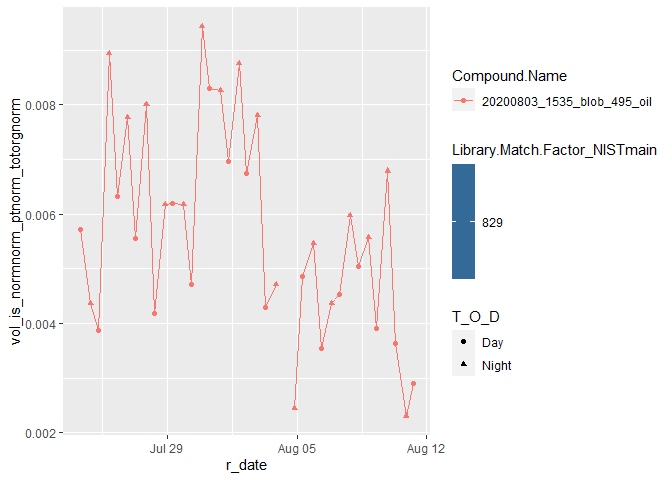 vol_is_normnorm_ptnorm_totorgnorm
0.008
0.006
0.004
0.002
Jul 29
Aug 05
Aug 12
r_date
Compound.Name
20200803_1535_blob_495_oil
Library.Match.Factor_NISTmain
829
T_O_D
Day
Night